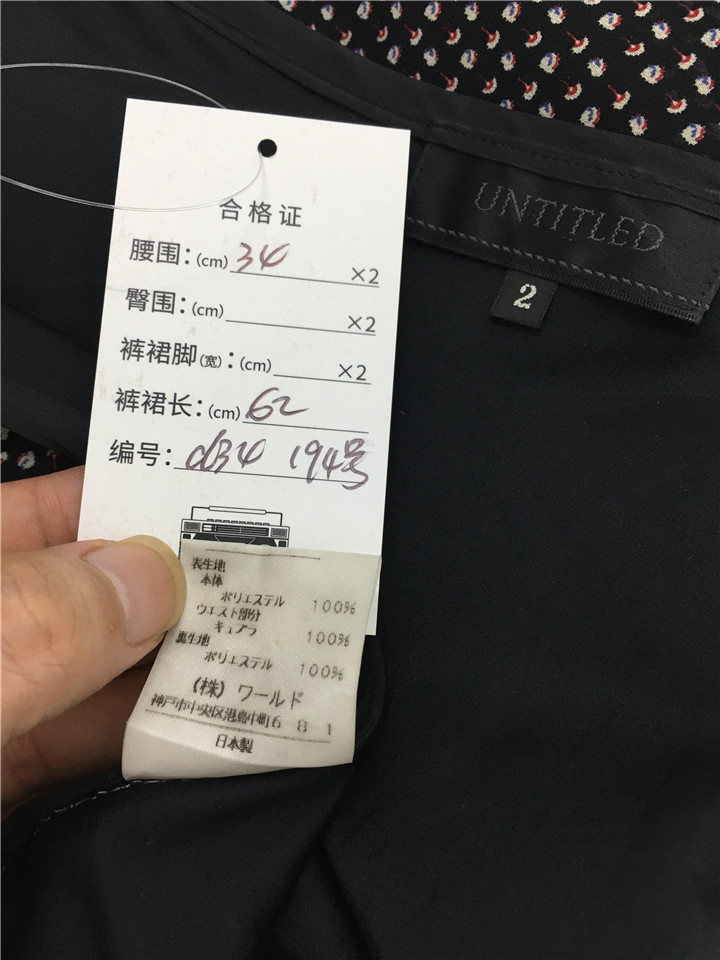 合格证
腰围：(cm) 34 ×2
臀围：(cm) ×2
裤裙脚(宽)：(cm) ×2
裤裙长：(cm) 62
编号：d34 194号
UNTITLED
2
表生地
本体
ポリエステル 100%
ウエスト部分
キュプラ 100%
裏生地
ポリエステル 100%
(株)ワールド
神戸市中央区港島中町6-8-1
日本製